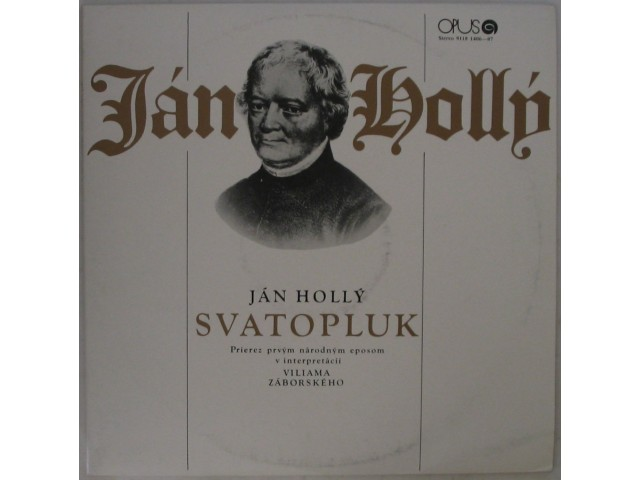 OPUS
Stereo 9118 1406—07
Ján Hollý
JÁN HOLLÝ
SVATOPLUK
Prierez prvým národným eposom
v interpretácii
VILIAMA
ZÁBORSKÉHO